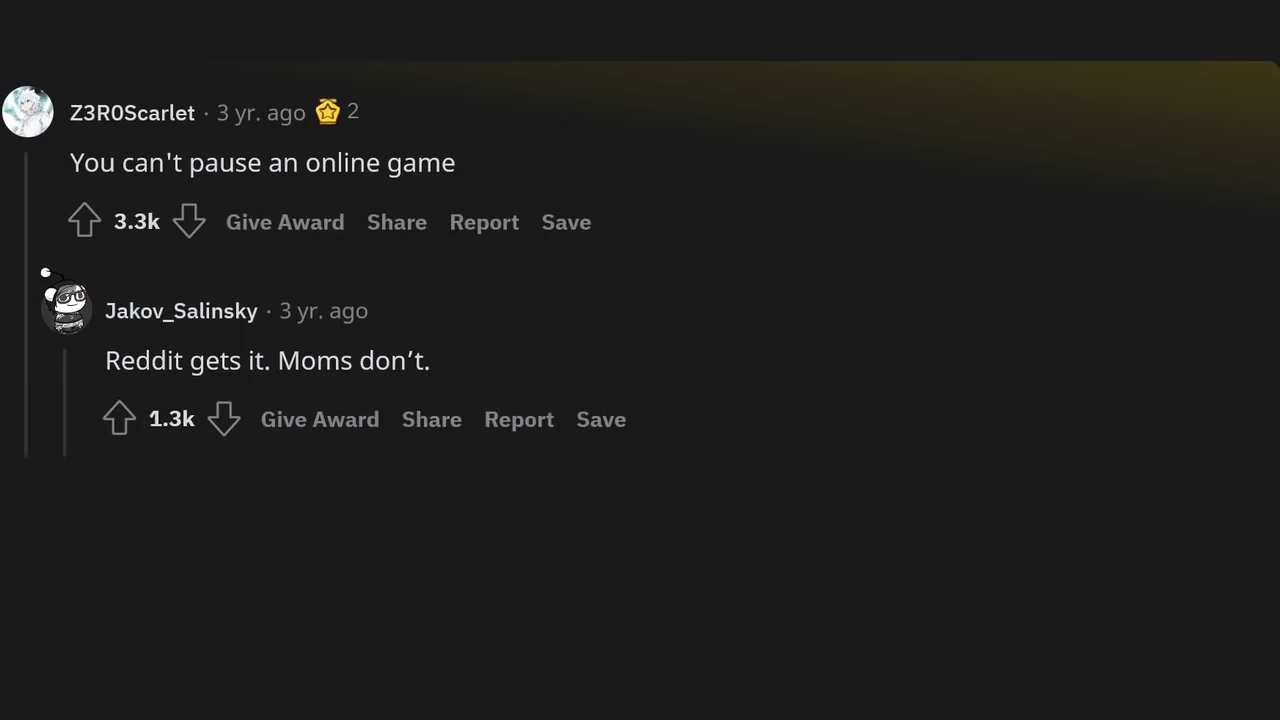 Z3R0Scarlet · 3 yr. ago 2
You can't pause an online game
3.3k Give Award Share Report Save
Jakov_Salinsky · 3 yr. ago
Reddit gets it. Moms don’t.
1.3k Give Award Share Report Save